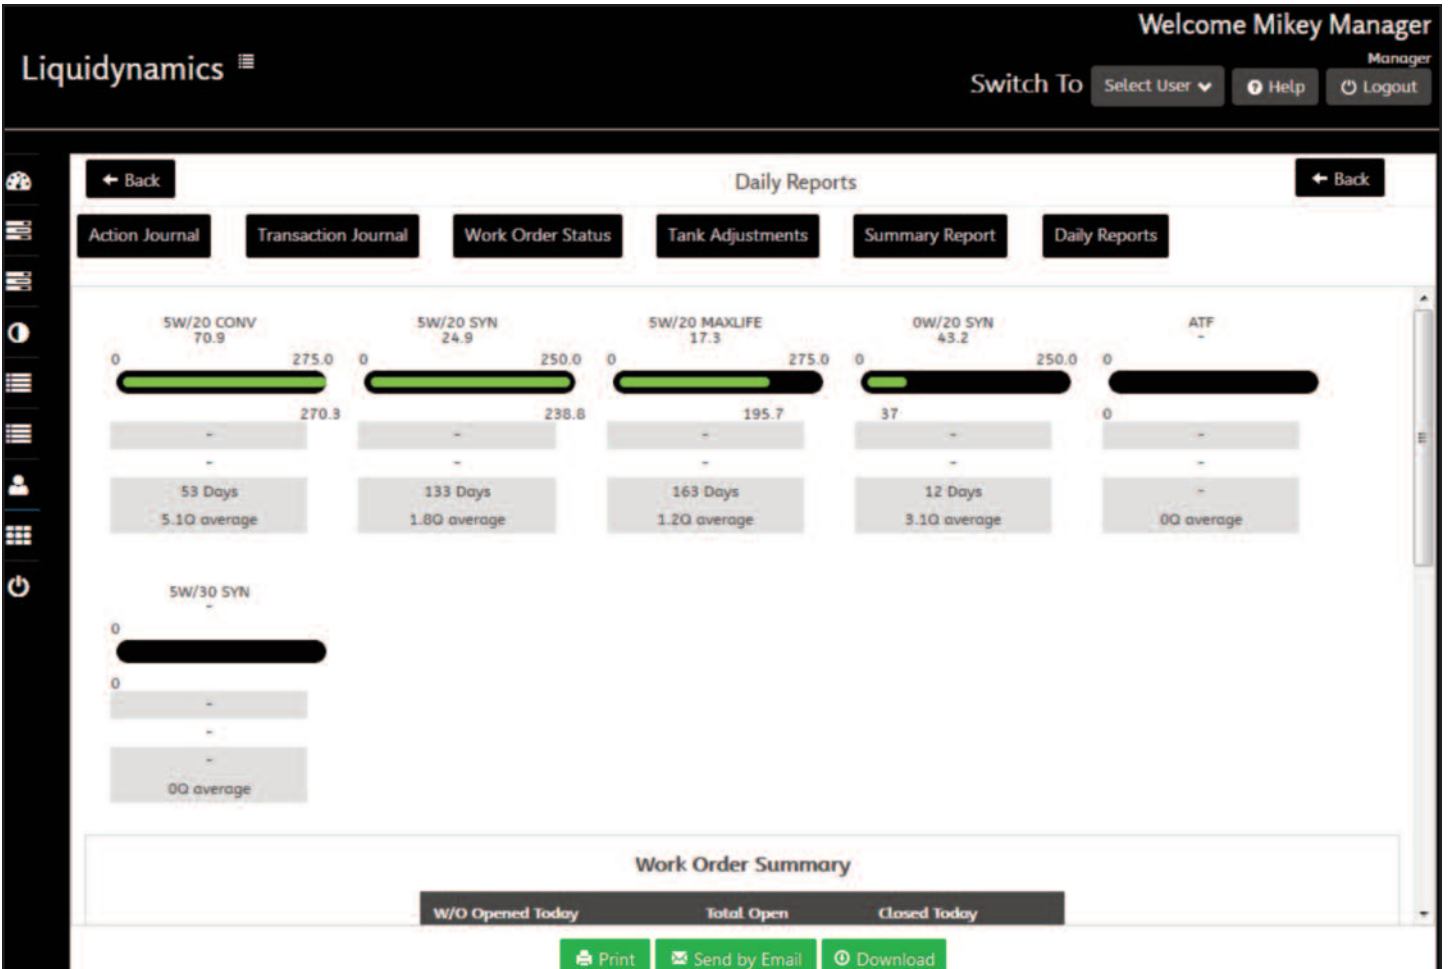 Welcome Mikey Manager
Manager
Liquidynamics
Switch To Select User Help Logout
Back Daily Reports Back
Action Journal Transaction Journal Work Order Status Tank Adjustments Summary Report Daily Reports
5W/20 CONV 5W/20 SYN 5W/20 MAXLIFE 0W/20 SYN ATF
70.9 24.9 17.3 43.2 -
0 275.0 0 250.0 0 275.0 0 250.0 0
270.3 238.8 195.7 37 0
- - - - -
- - - - -
53 Days 133 Days 163 Days 12 Days -
5.1Q average 1.8Q average 1.2Q average 3.1Q average 0Q average
5W/30 SYN
-
0
0
-
-
-
0Q average
Work Order Summary
W/O Opened Today Total Open Closed Today
Print Send by Email Download